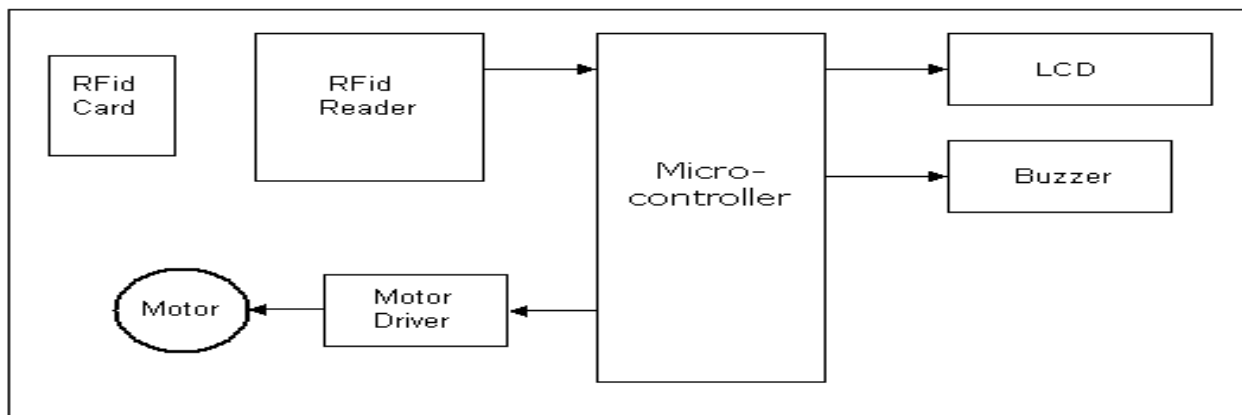 RFid
Card
RFid
Reader
Micro-
controller
LCD
Buzzer
Motor
Motor
Driver